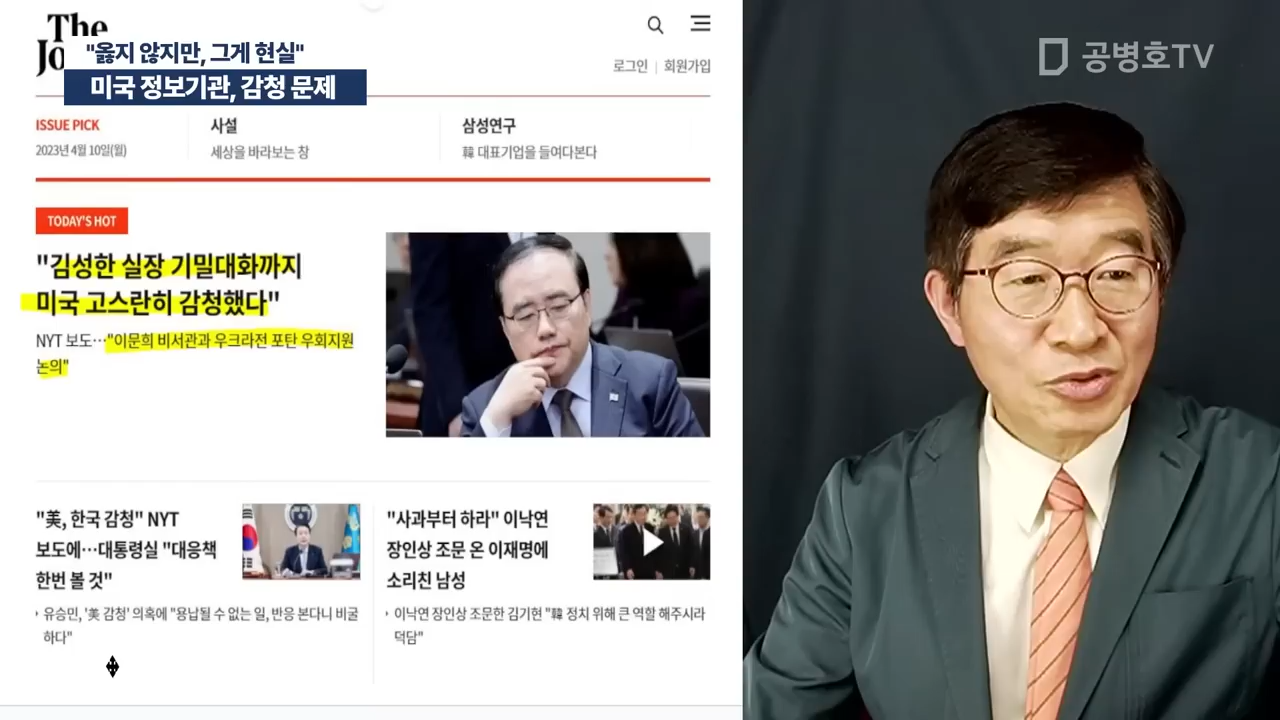 The
Jo
"옳지 않지만, 그게 현실"
미국 정보기관, 감청 문제
공병호TV
로그인 | 회원가입
ISSUE PICK
2023년 4월 10일(월)
사설
세상을 바라보는 창
삼성연구
韓 대표기업을 들여다본다
TODAY'S HOT
"김성한 실장 기밀대화까지
미국 고스란히 감청했다"
NYT 보도…"이문희 비서관과 우크라전 포탄 우회지원
논의"
"美, 한국 감청" NYT
보도에…대통령실 "대응책
한번 볼 것"
유승민, '美 감청' 의혹에 "용납될 수 없는 일, 반응 본다니 비굴
하다"
"사과부터 하라" 이낙연
장인상 조문 온 이재명에
소리친 남성
이낙연 장인상 조문한 김기현 "韓 정치 위해 큰 역할 해주시라
덕담"